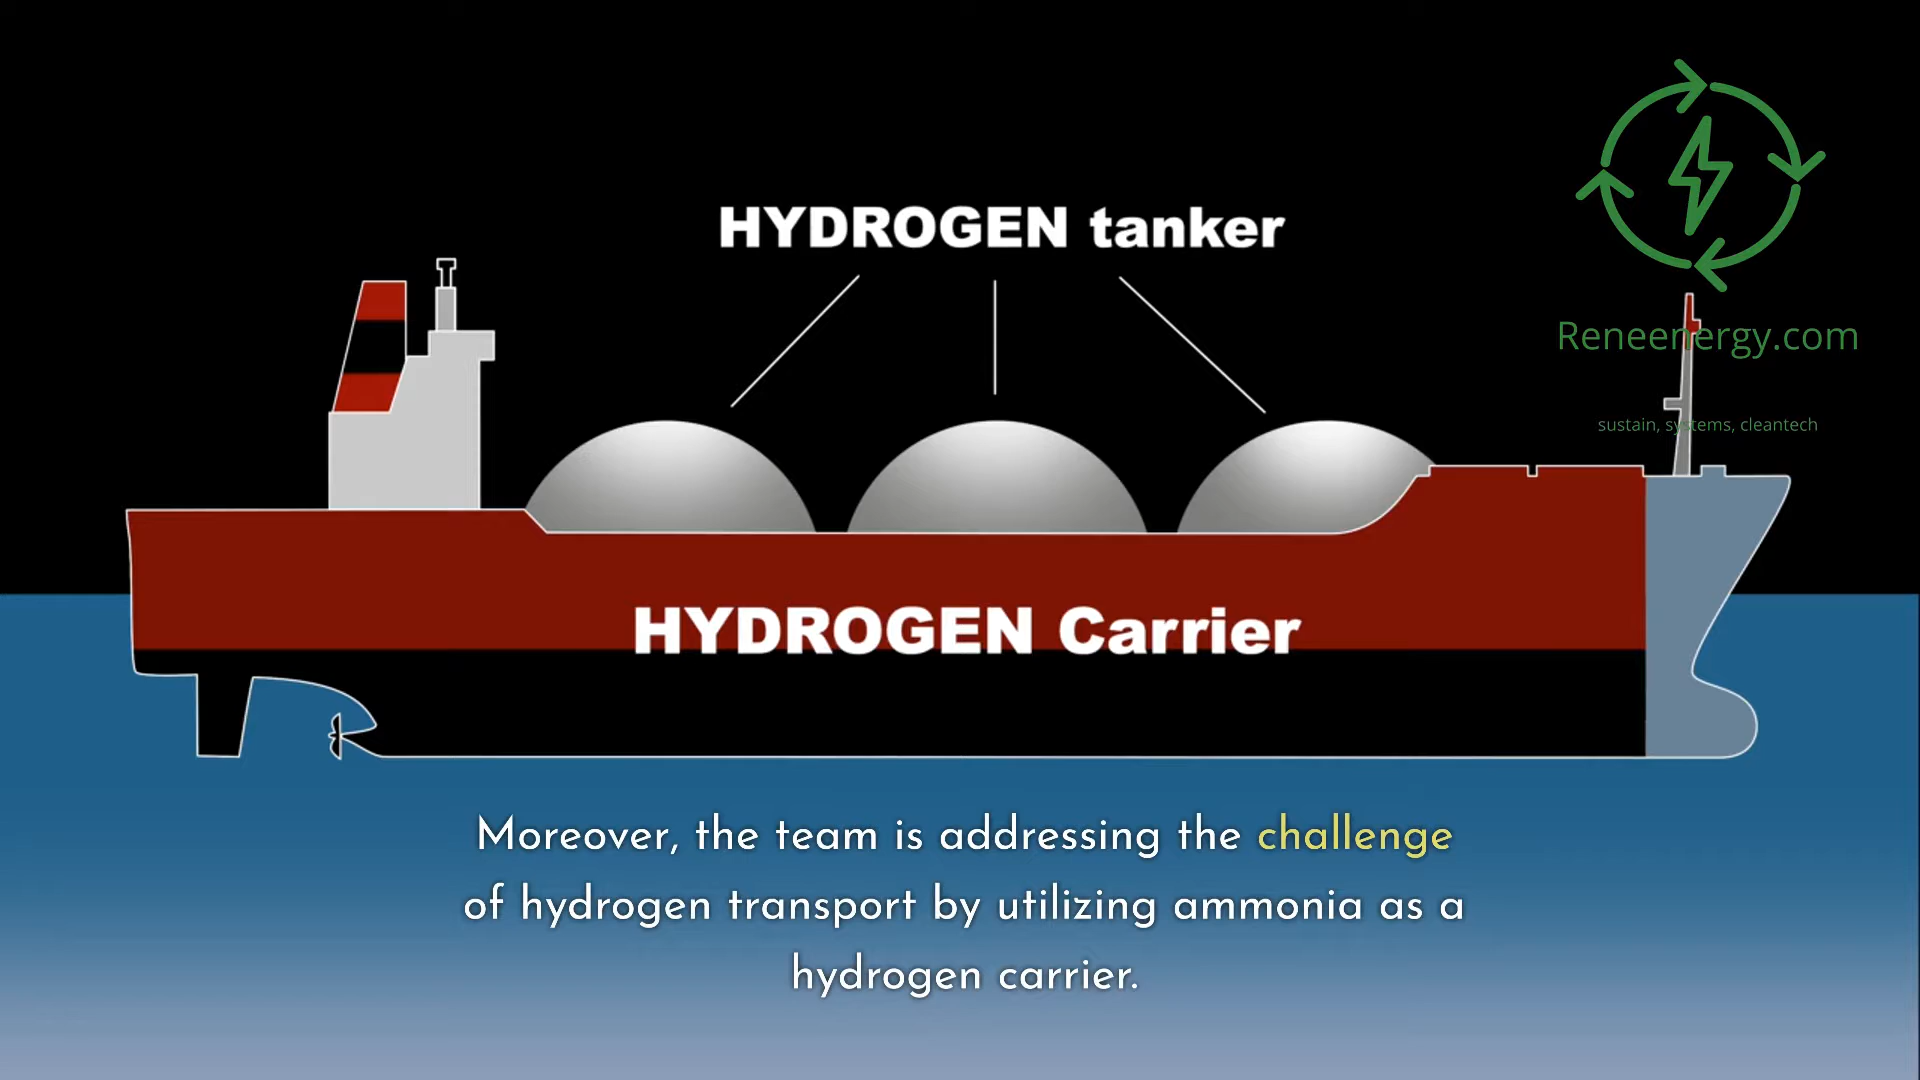 HYDROGEN tanker
Reneenergy.com
sustain, systems, cleantech
HYDROGEN Carrier
Moreover, the team is addressing the challenge
of hydrogen transport by utilizing ammonia as a
hydrogen carrier.